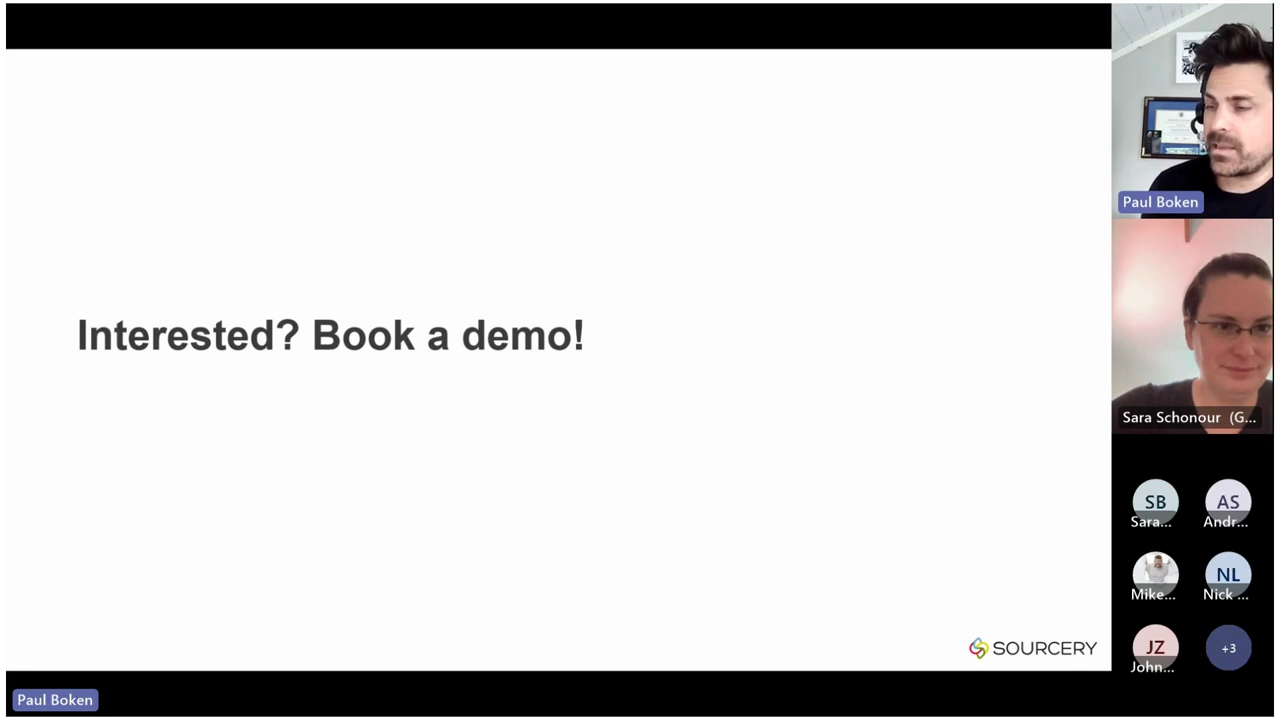 Interested? Book a demo!
SOURCERY
Paul Boken
Paul Boken
Sara Schonour (G...
SB
Sara...
AS
Andr...
Mike...
NL
Nick ...
JZ
John...
+3